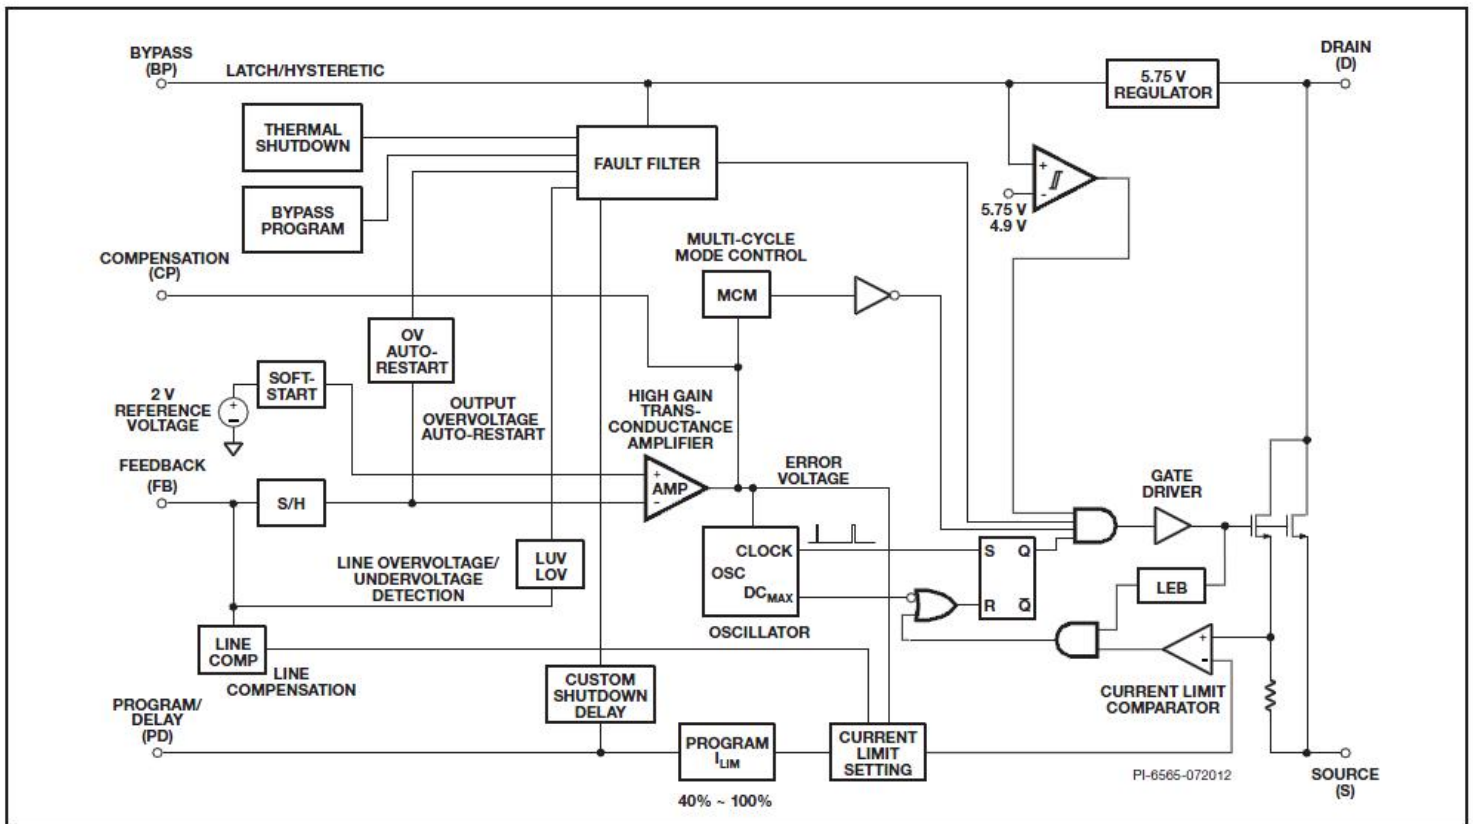 BYPASS
(BP)
LATCH/HYSTERETIC
5.75 V
REGULATOR
DRAIN
(D)
THERMAL
SHUTDOWN
FAULT FILTER
+
-
5.75 V
4.9 V
BYPASS
PROGRAM
COMPENSATION
(CP)
MULTI-CYCLE
MODE CONTROL
MCM
OV
AUTO-
RESTART
SOFT-
START
2 V
REFERENCE
VOLTAGE
+
-
OUTPUT
OVERVOLTAGE
AUTO-RESTART
HIGH GAIN
TRANS-
CONDUCTANCE
AMPLIFIER
FEEDBACK
(FB)
S/H
+
AMP
-
ERROR
VOLTAGE
GATE
DRIVER
LINE OVERVOLTAGE/
UNDERVOLTAGE
DETECTION
LUV
LOV
CLOCK
OSC
DCMAX
OSCILLATOR
S Q
R Q̅
LEB
LINE
COMP
LINE
COMPENSATION
CUSTOM
SHUTDOWN
DELAY
+
-
CURRENT LIMIT
COMPARATOR
PROGRAM/
DELAY
(PD)
PROGRAM
ILIM
40% ~ 100%
CURRENT
LIMIT
SETTING
PI-6565-072012
SOURCE
(S)